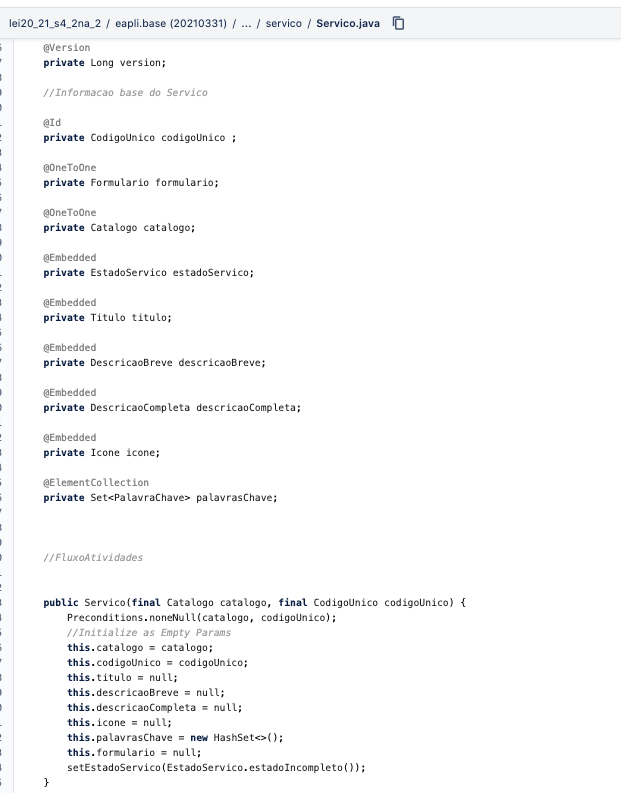 lei20_21_s4_2na_2 / eapli.base (20210331) / ... / servico / Servico.java
@Version
private Long version;
//Informacao base do Servico
@Id
private CodigoUnico codigoUnico ;
@OneToOne
private Formulario formulario;
@OneToOne
private Catalogo catalogo;
@Embedded
private EstadoServico estadoServico;
@Embedded
private Titulo titulo;
@Embedded
private DescricaoBreve descricaoBreve;
@Embedded
private DescricaoCompleta descricaoCompleta;
@Embedded
private Icone icone;
@ElementCollection
private Set<PalavraChave> palavrasChave;
//FluxoAtividades
public Servico(final Catalogo catalogo, final CodigoUnico codigoUnico) {
Preconditions.noneNull(catalogo, codigoUnico);
//Initialize as Empty Params
this.catalogo = catalogo;
this.codigoUnico = codigoUnico;
this.titulo = null;
this.descricaoBreve = null;
this.descricaoCompleta = null;
this.icone = null;
this.palavrasChave = new HashSet<>();
this.formulario = null;
setEstadoServico(EstadoServico.estadoIncompleto());
}